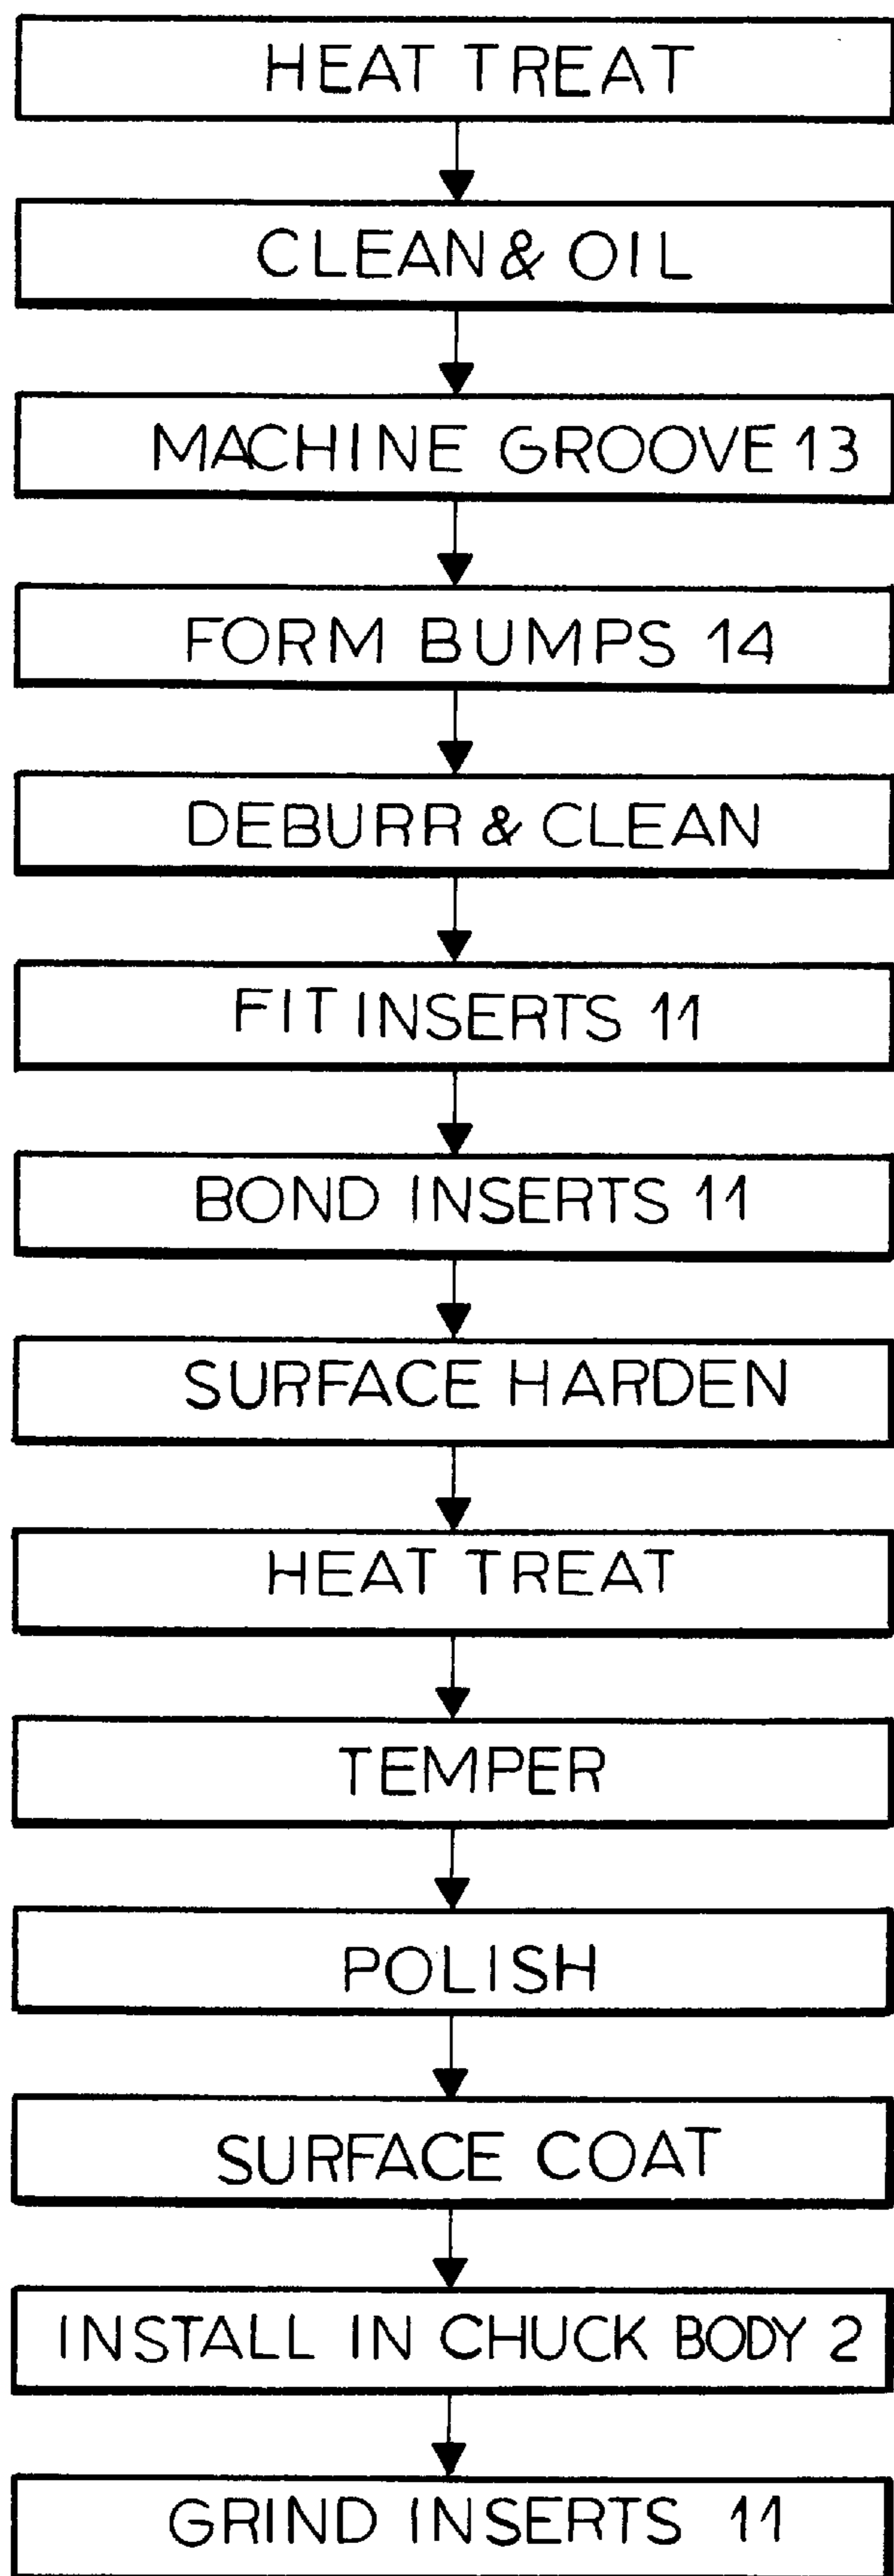 HEAT TREAT
CLEAN & OIL
MACHINE GROOVE 13
FORM BUMPS 14
DEBURR & CLEAN
FIT INSERTS 11
BOND INSERTS 11
SURFACE HARDEN
HEAT TREAT
TEMPER
POLISH
SURFACE COAT
INSTALL IN CHUCK BODY 2
GRIND INSERTS 11